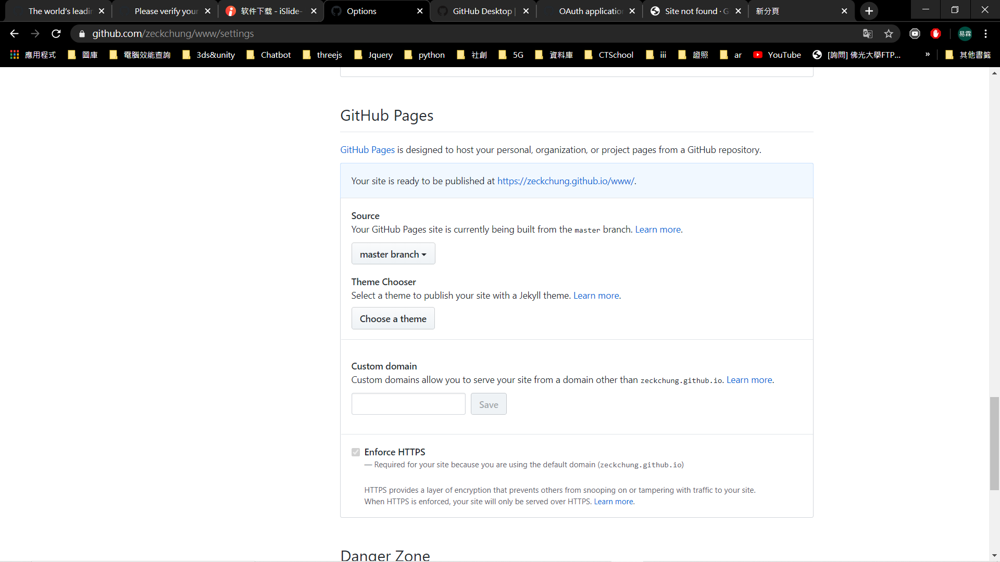 The world's leadin
Please verify your
软件下载 - iSlide-
Options
GitHub Desktop |
OAuth application
Site not found · G
新分頁
github.com/zeckchung/www/settings
易霖
應用程式
圖庫
電腦效能查詢
3ds&unity
Chatbot
threejs
Jquery
python
社創
5G
資料庫
CTSchool
iii
證照
ar
YouTube
[詢問] 佛光大學FTP...
»
其他書籤
GitHub Pages
GitHub Pages is designed to host your personal, organization, or project pages from a GitHub repository.
Your site is ready to be published at https://zeckchung.github.io/www/.
Source
Your GitHub Pages site is currently being built from the master branch. Learn more.
master branch
Theme Chooser
Select a theme to publish your site with a Jekyll theme. Learn more.
Choose a theme
Custom domain
Custom domains allow you to serve your site from a domain other than zeckchung.github.io. Learn more.
Save
Enforce HTTPS
— Required for your site because you are using the default domain (zeckchung.github.io)
HTTPS provides a layer of encryption that prevents others from snooping on or tampering with traffic to your site.
When HTTPS is enforced, your site will only be served over HTTPS. Learn more.
Danger Zone